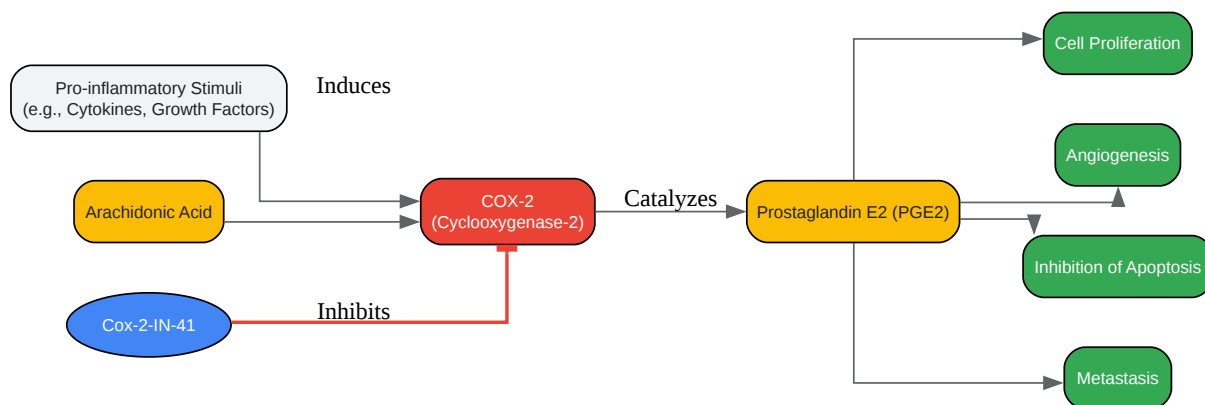 Cell Proliferation
Pro-inflammatory Stimuli
(e.g., Cytokines, Growth Factors)
Induces
Angiogenesis
Arachidonic Acid
COX-2
(Cyclooxygenase-2)
Catalyzes
Prostaglandin E2 (PGE2)
Inhibition of Apoptosis
Cox-2-IN-41
Inhibits
Metastasis